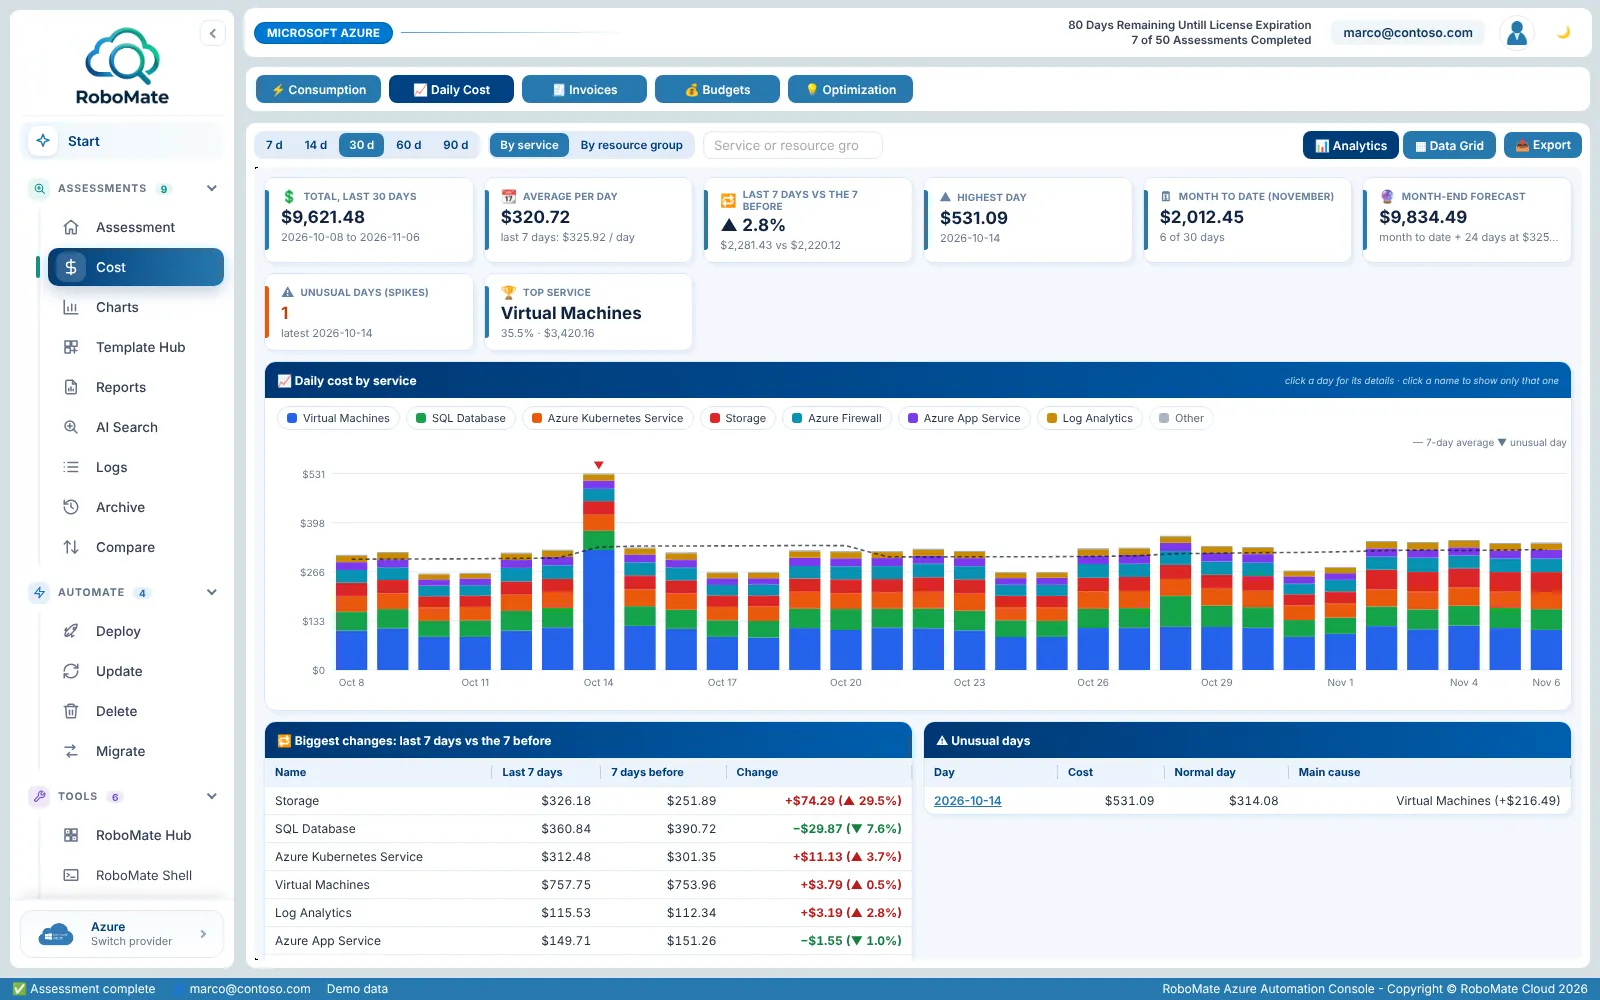 RoboMate
Start
ASSESSMENTS 9
Assessment
Cost
Charts
Template Hub
Reports
AI Search
Logs
Archive
Compare
AUTOMATE 4
Deploy
Update
Delete
Migrate
TOOLS 6
RoboMate Hub
RoboMate Shell
Azure
Switch provider
MICROSOFT AZURE
80 Days Remaining Untill License Expiration
7 of 50 Assessments Completed
marco@contoso.com
Consumption
Daily Cost
Invoices
Budgets
Optimization
7 d 14 d 30 d 60 d 90 d
By service By resource group
Service or resource gro
Analytics
Data Grid
Export
TOTAL, LAST 30 DAYS
$9,621.48
2026-10-08 to 2026-11-06
AVERAGE PER DAY
$320.72
last 7 days: $325.92 / day
LAST 7 DAYS VS THE 7
BEFORE
▲ 2.8%
$2,281.43 vs $2,220.12
▲ HIGHEST DAY
$531.09
2026-10-14
MONTH TO DATE (NOVEMBER)
$2,012.45
6 of 30 days
MONTH-END FORECAST
$9,834.49
month to date + 24 days at $325...
UNUSUAL DAYS (SPIKES)
1
latest 2026-10-14
TOP SERVICE
Virtual Machines
35.5% · $3,420.16
Daily cost by service
click a day for its details · click a name to show only that one
Virtual Machines
SQL Database
Azure Kubernetes Service
Storage
Azure Firewall
Azure App Service
Log Analytics
Other
— 7-day average ▼ unusual day
$531
$398
$266
$133
$0
Oct 8 Oct 11 Oct 14 Oct 17 Oct 20 Oct 23 Oct 26 Oct 29 Nov 1 Nov 4 Nov 6
Biggest changes: last 7 days vs the 7 before
Name Last 7 days 7 days before Change
Storage $326.18 $251.89 +$74.29 (▲ 29.5%)
SQL Database $360.84 $390.72 −$29.87 (▼ 7.6%)
Azure Kubernetes Service $312.48 $301.35 +$11.13 (▲ 3.7%)
Virtual Machines $757.75 $753.96 +$3.79 (▲ 0.5%)
Log Analytics $115.53 $112.34 +$3.19 (▲ 2.8%)
Azure App Service $149.71 $151.26 −$1.55 (▼ 1.0%)
Unusual days
Day Cost Normal day Main cause
2026-10-14 $531.09 $314.08 Virtual Machines (+$216.49)
Assessment complete
marco@contoso.com
Demo data
RoboMate Azure Automation Console - Copyright © RoboMate Cloud 2026